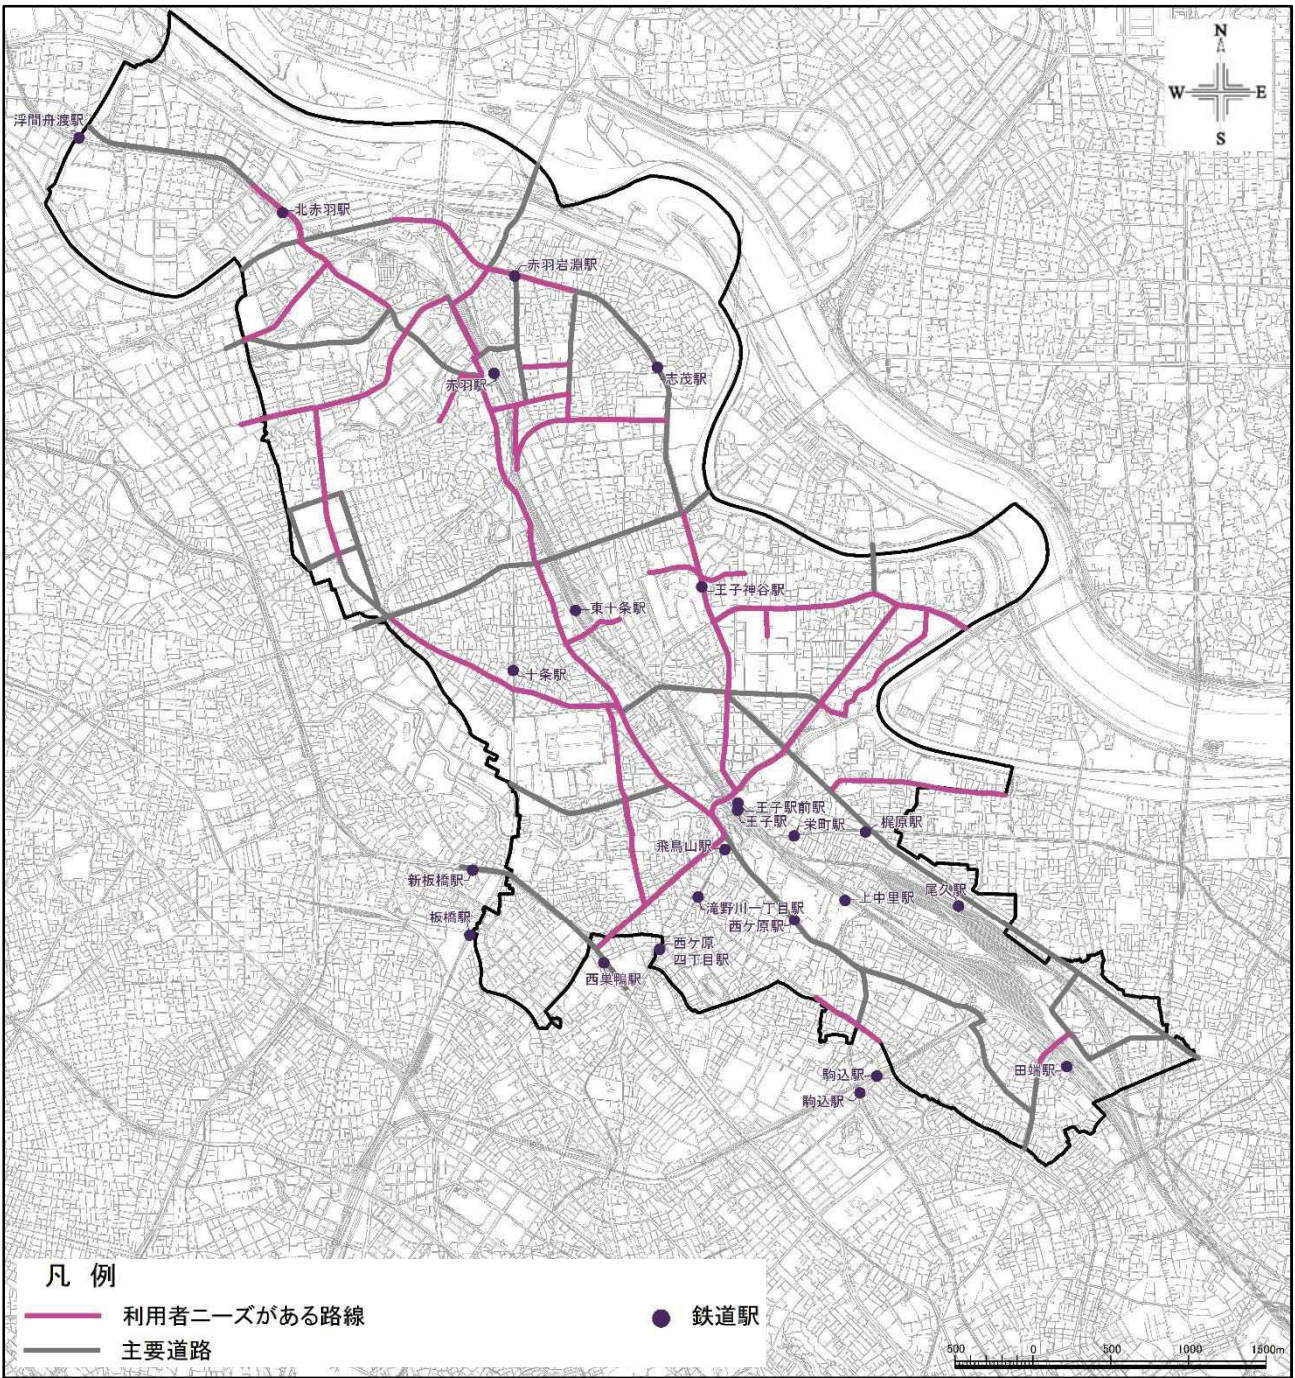 N
W
E
S
浮間舟渡駅
北赤羽駅
赤羽岩淵駅
赤羽駅
志茂駅
王子神谷駅
東十条駅
十条駅
王子駅前駅
王子駅
栄町駅
梶原駅
飛鳥山駅
新板橋駅
滝野川一丁目駅
上中里駅
尾久駅
西ケ原駅
板橋駅
西ケ原
四丁目駅
西巣鴨駅
駒込駅
駒込駅
田端駅
凡 例
利用者ニーズがある路線
鉄道駅
主要道路
500
0
500
1000
1500m